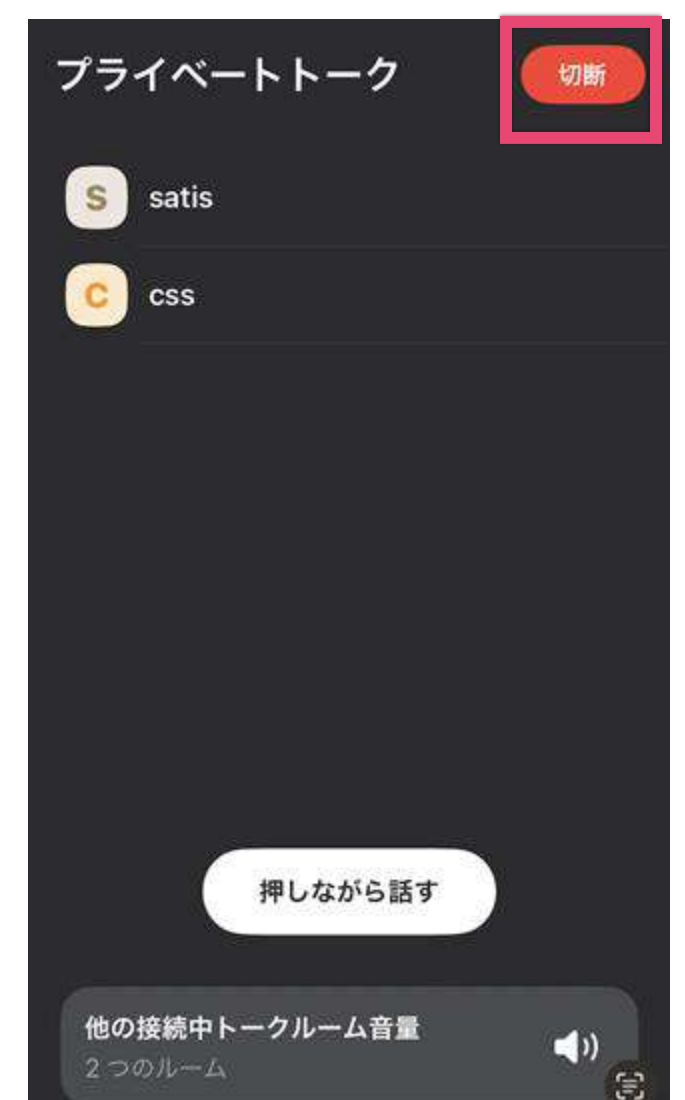 プライベートトーク
切断
S
satis
C
css
押しながら話す
他の接続中トークルーム音量
2つのルーム